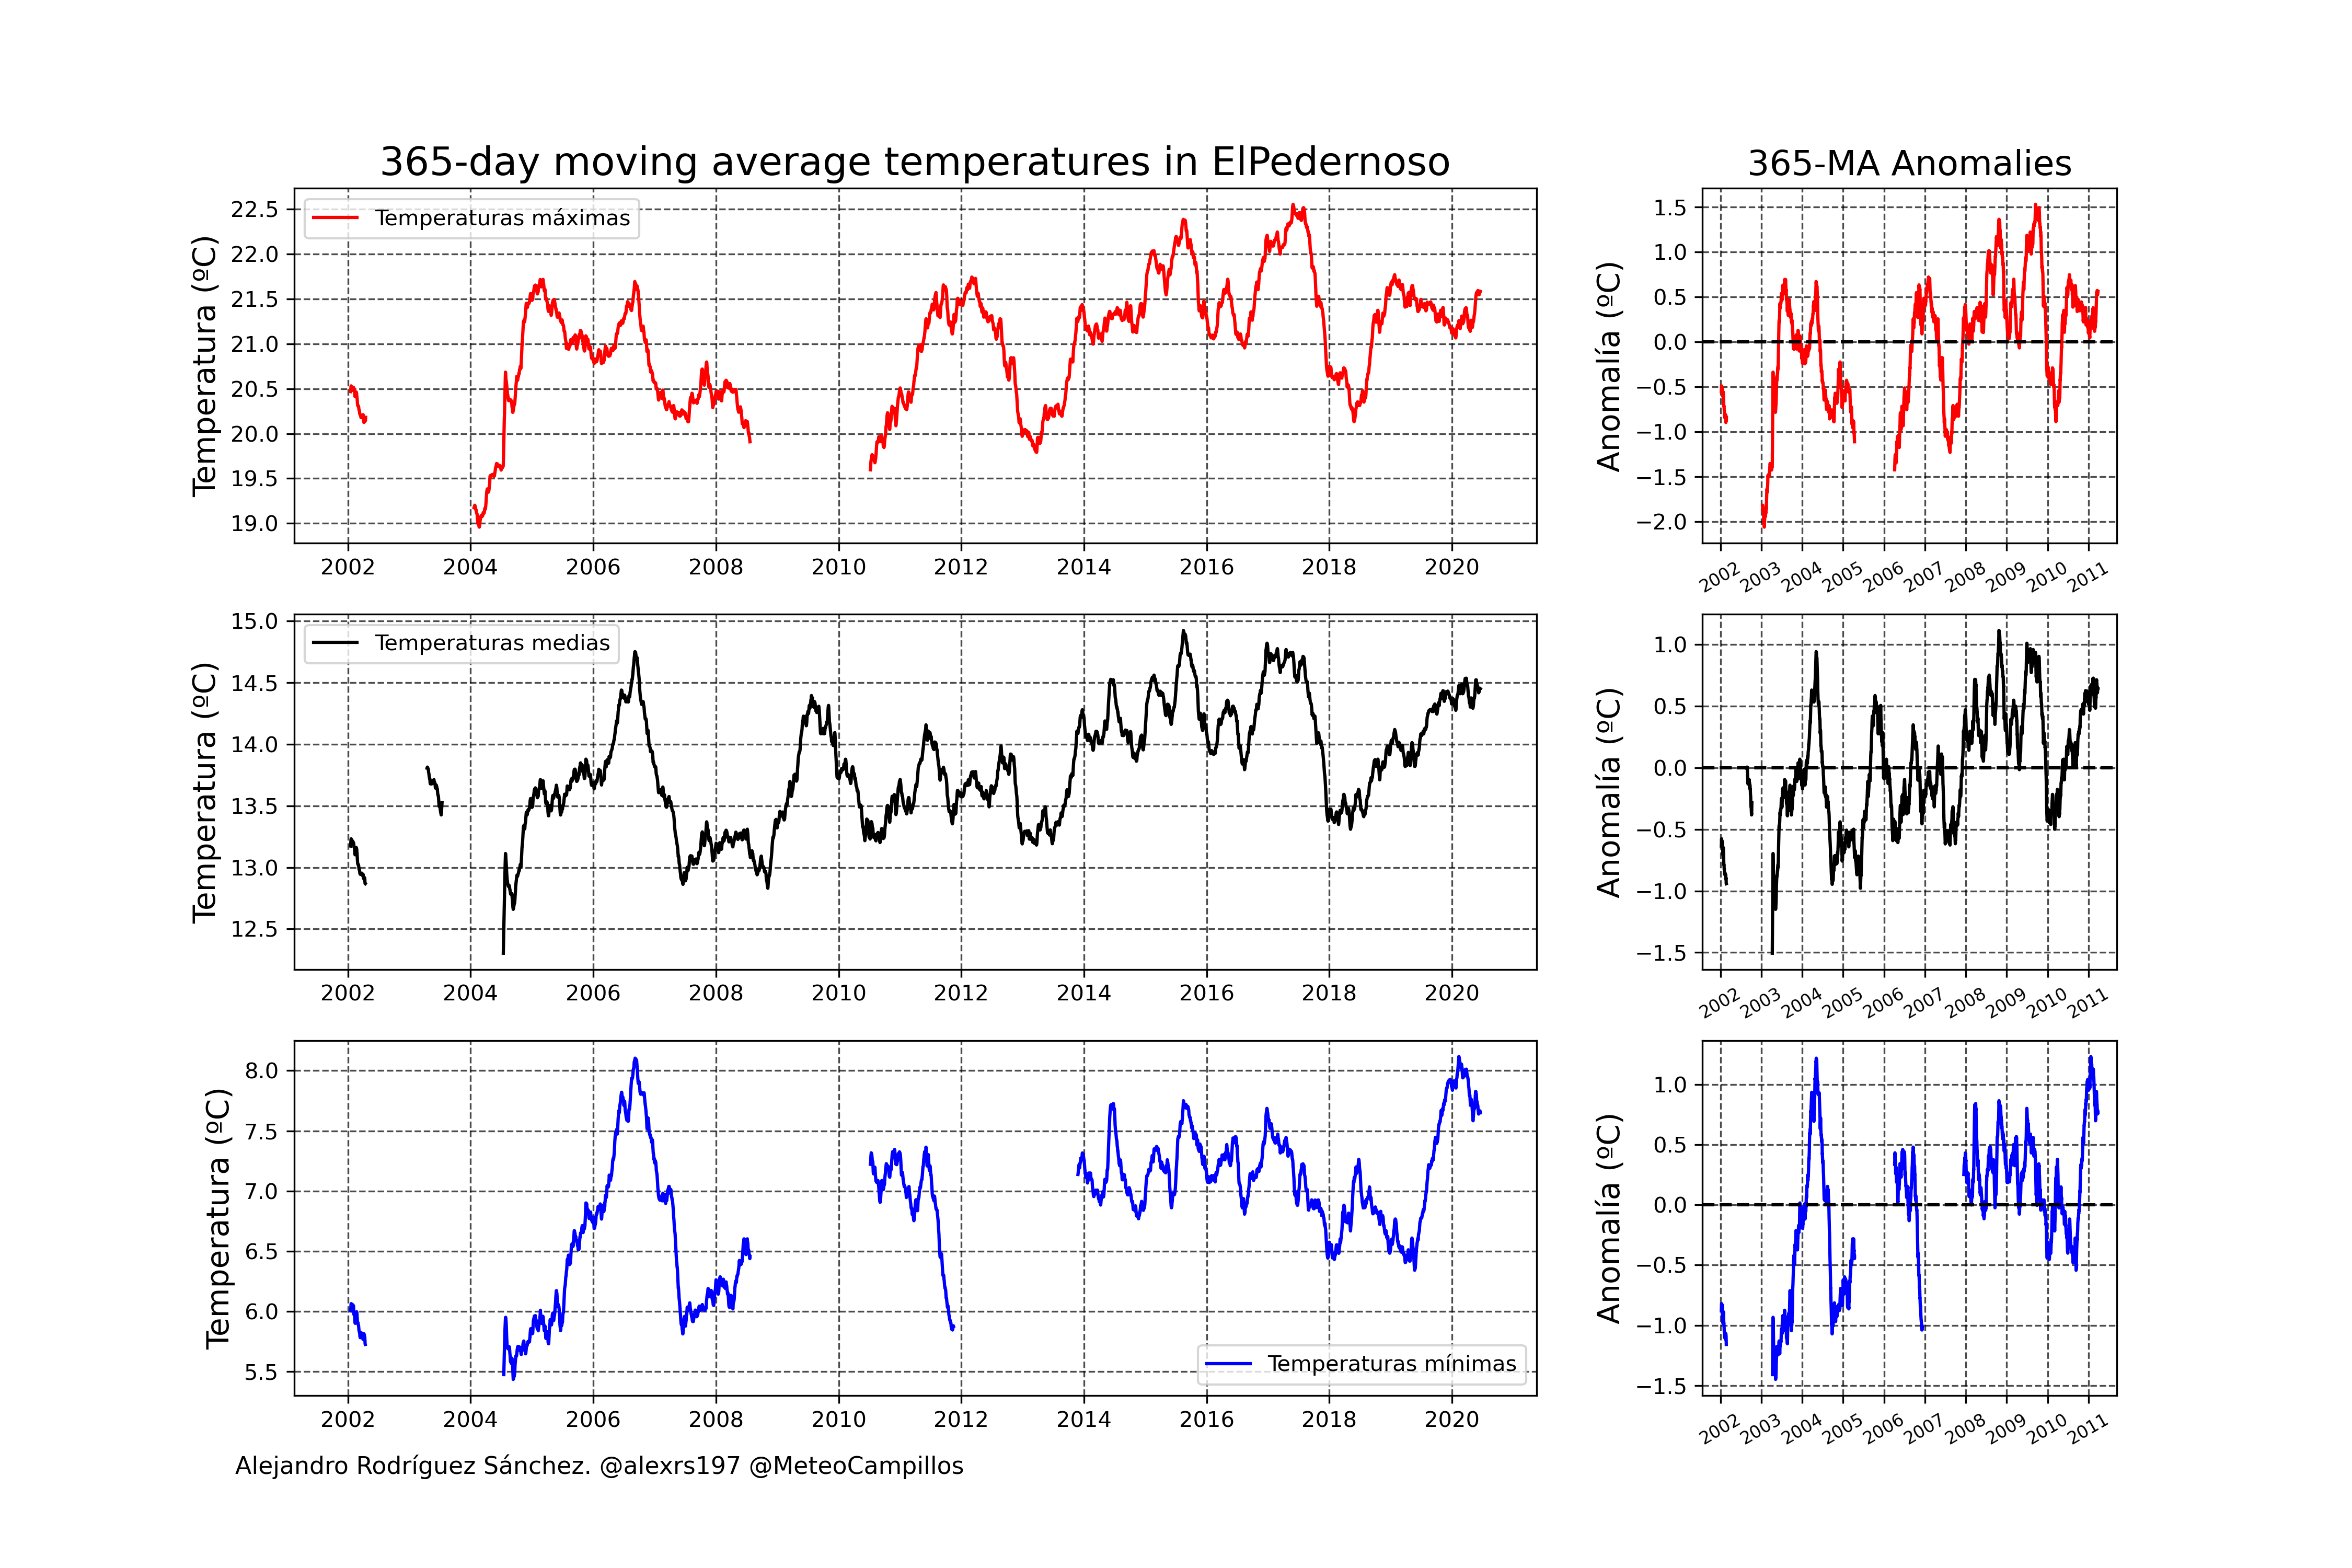 365-day moving average temperatures in ElPedernoso
365-MA Anomalies
Temperatura (ºC)
22.5
22.0
21.5
21.0
20.5
20.0
19.5
19.0
Temperaturas máximas
2002 2004 2006 2008 2010 2012 2014 2016 2018 2020
Anomalía (ºC)
1.5
1.0
0.5
0.0
−0.5
−1.0
−1.5
−2.0
2002 2003 2004 2005 2006 2007 2008 2009 2010 2011
Temperatura (ºC)
15.0
14.5
14.0
13.5
13.0
12.5
Temperaturas medias
2002 2004 2006 2008 2010 2012 2014 2016 2018 2020
Anomalía (ºC)
1.0
0.5
0.0
−0.5
−1.0
−1.5
2002 2003 2004 2005 2006 2007 2008 2009 2010 2011
Temperatura (ºC)
8.0
7.5
7.0
6.5
6.0
5.5
Temperaturas mínimas
2002 2004 2006 2008 2010 2012 2014 2016 2018 2020
Anomalía (ºC)
1.0
0.5
0.0
−0.5
−1.0
−1.5
2002 2003 2004 2005 2006 2007 2008 2009 2010 2011
Alejandro Rodríguez Sánchez. @alexrs197 @MeteoCampillos